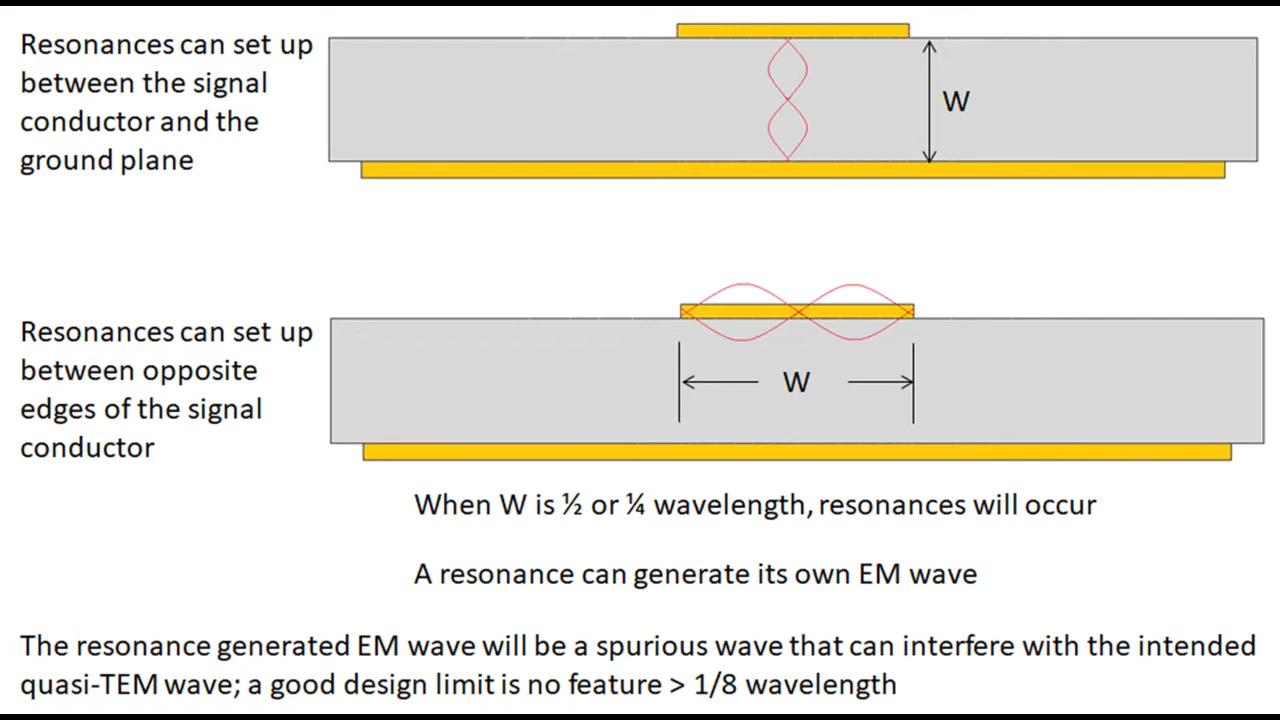 Resonances can set up
between the signal
conductor and the
ground plane
W
Resonances can set up
between opposite
edges of the signal
conductor
W
When W is ½ or ¼ wavelength, resonances will occur
A resonance can generate its own EM wave
The resonance generated EM wave will be a spurious wave that can interfere with the intended
quasi-TEM wave; a good design limit is no feature > 1/8 wavelength